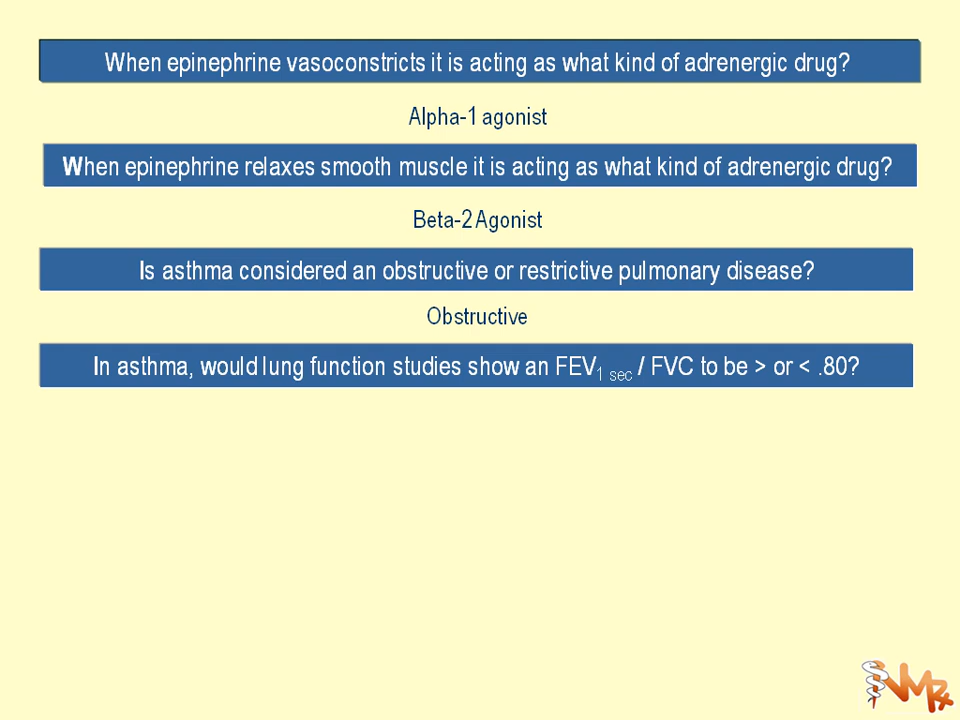 When epinephrine vasoconstricts it is acting as what kind of adrenergic drug?
Alpha-1 agonist
When epinephrine relaxes smooth muscle it is acting as what kind of adrenergic drug?
Beta-2 Agonist
Is asthma considered an obstructive or restrictive pulmonary disease?
Obstructive
In asthma, would lung function studies show an FEV1 sec / FVC to be > or < .80?
VMRx